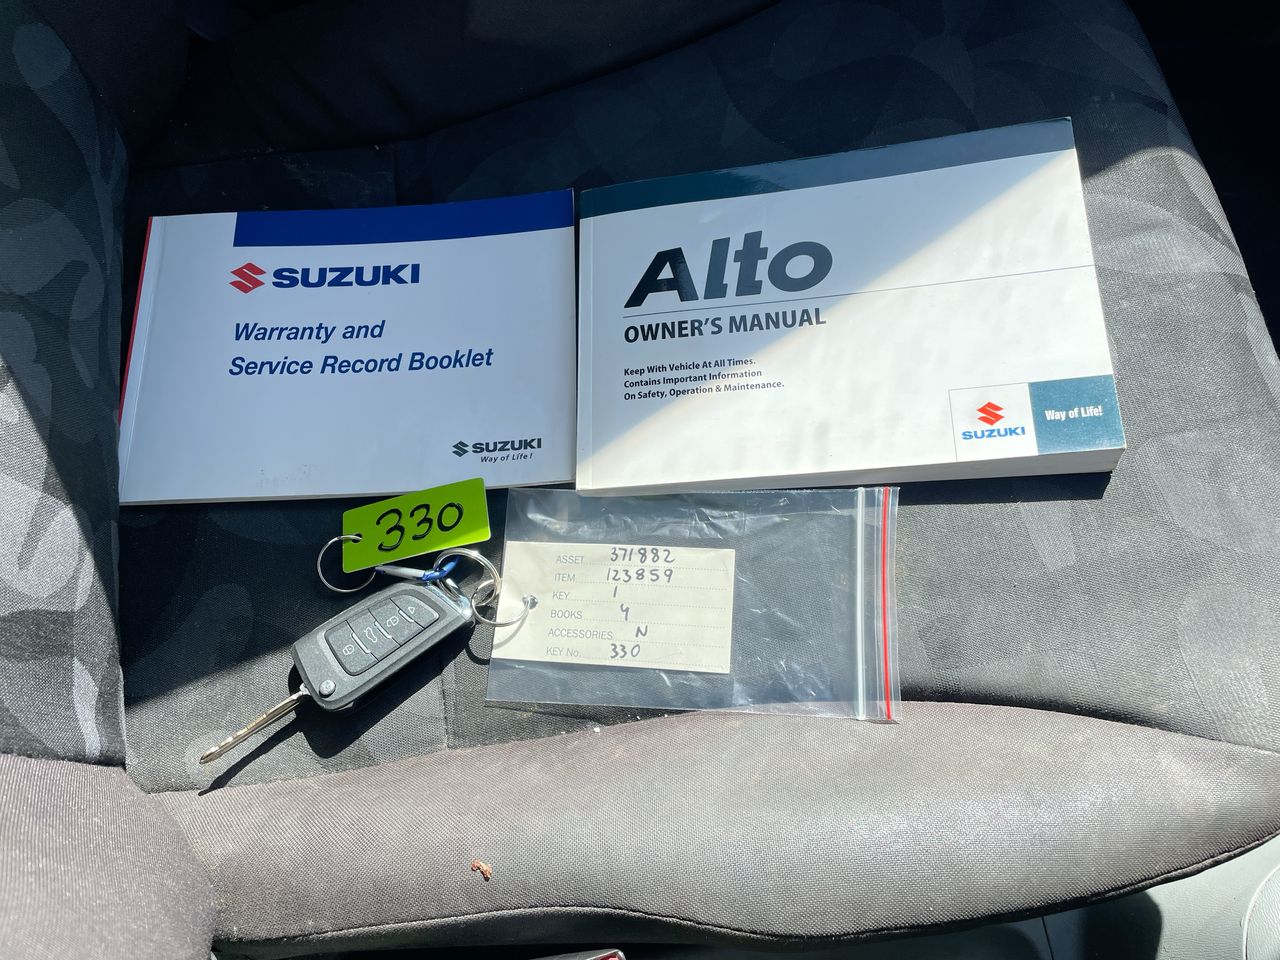 SUZUKI
Warranty and
Service Record Booklet
SUZUKI
Way of Life!
Alto
OWNER'S MANUAL
Keep With Vehicle At All Times.
Contains Important Information
On Safety, Operation & Maintenance.
SUZUKI
Way of Life!
330
ASSET 371882
ITEM 123859
KEY 1
BOOKS Y
ACCESSORIES N
KEY No. 330